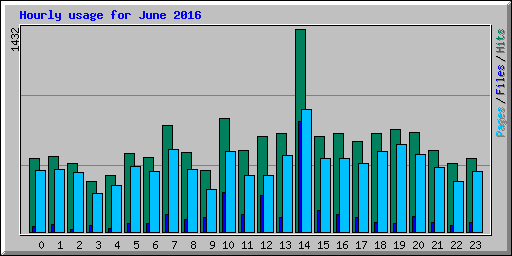 Hourly usage for June 2016
1432
Pages / Files / Hits
0 1 2 3 4 5 6 7 8 9 10 11 12 13 14 15 16 17 18 19 20 21 22 23